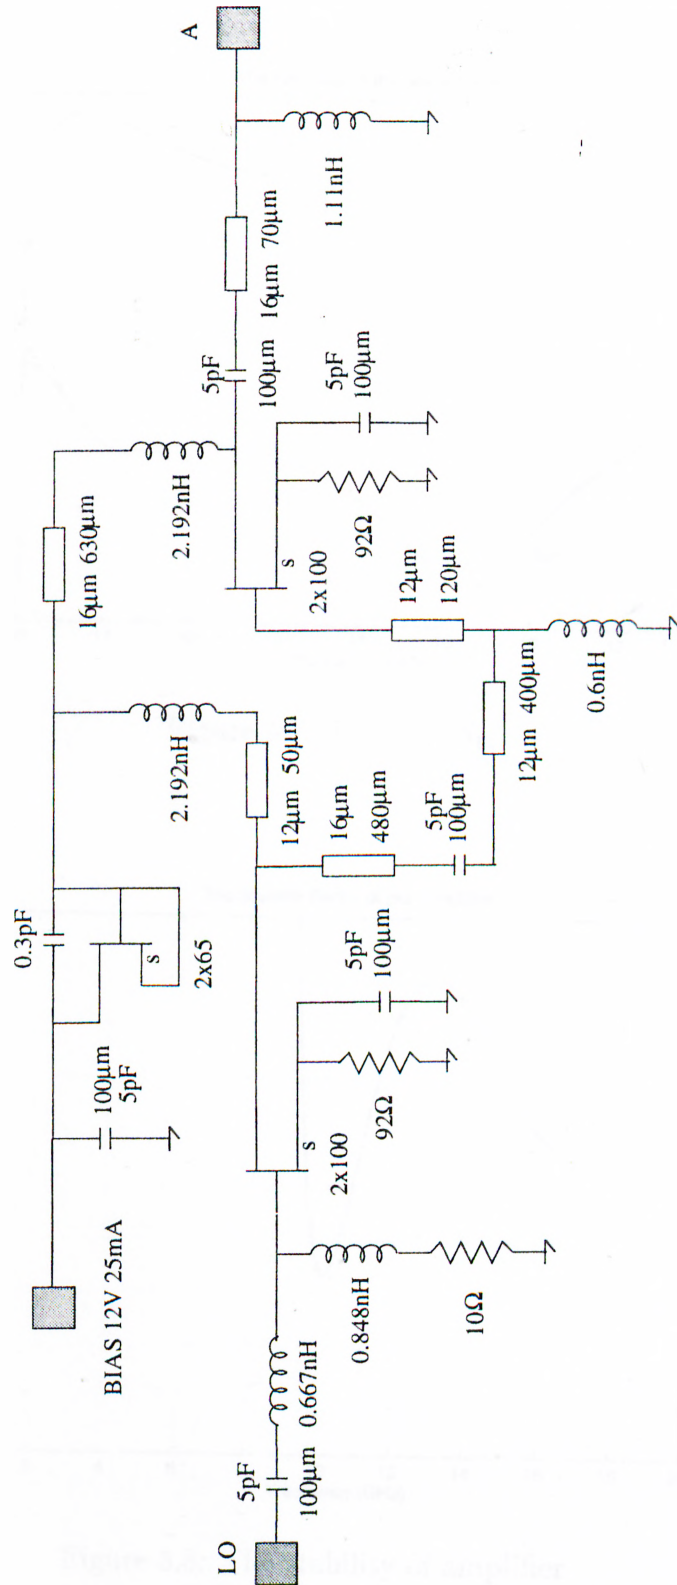 BIAS 12V 25mA
100µm
5pF
0.3pF
s
2x65
16µm 630µm
2.192nH
2.192nH
12µm 50µm
16µm
480µm
5pF
100µm
12µm 400µm
0.6nH
12µm
120µm
s
2x100
92Ω
5pF
100µm
5pF
100µm
16µm 70µm
1.11nH
A
LO
5pF
100µm
0.667nH
0.848nH
10Ω
s
2x100
92Ω
5pF
100µm